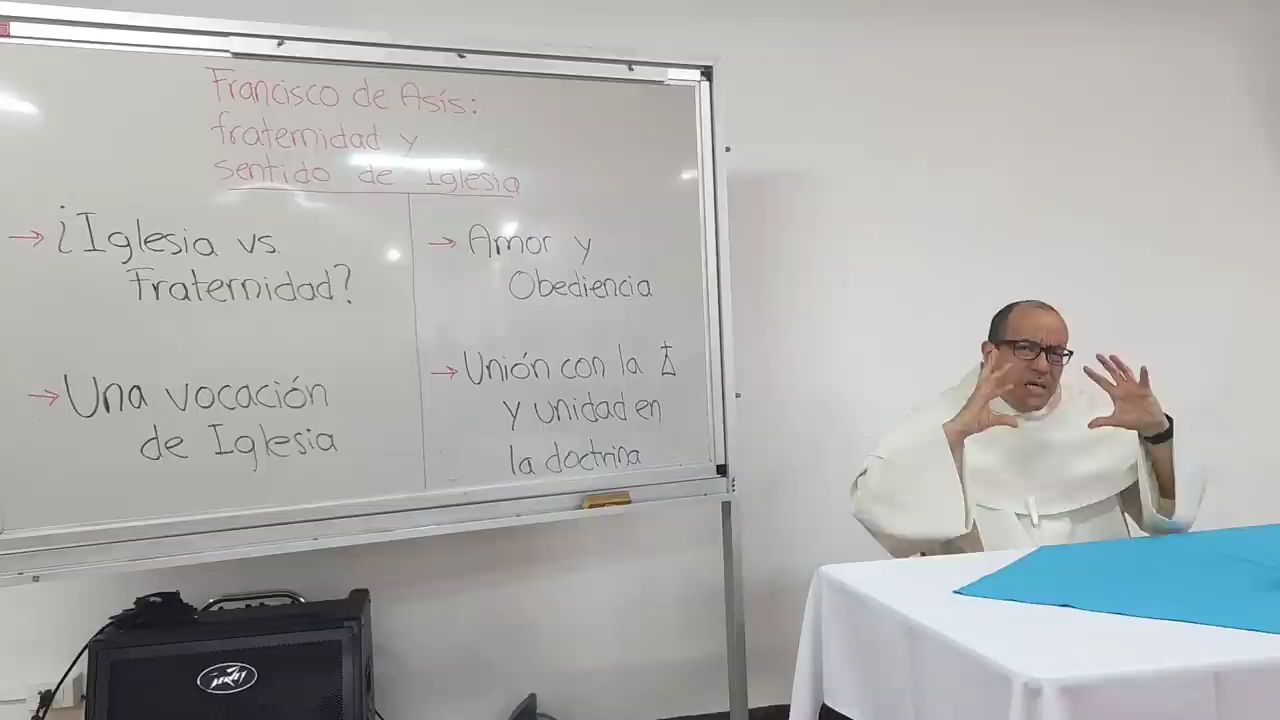 Francisco de Asís:
fraternidad y
sentido de Iglesia
→ ¿Iglesia vs.
Fraternidad?
→ Una vocación
de Iglesia
→ Amor y
Obediencia
→ Unión con la
y unidad en
la doctrina
PEAVEY